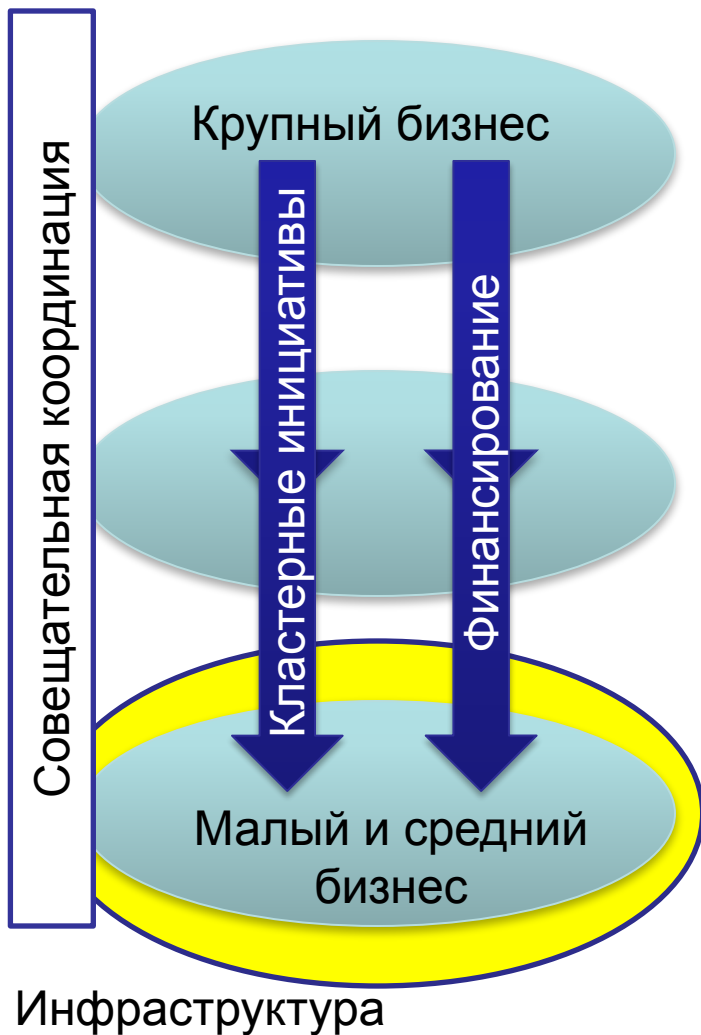 Крупный бизнес
Совещательная координация
Кластерные инициативы
Финансирование
Малый и средний
бизнес
Инфраструктура